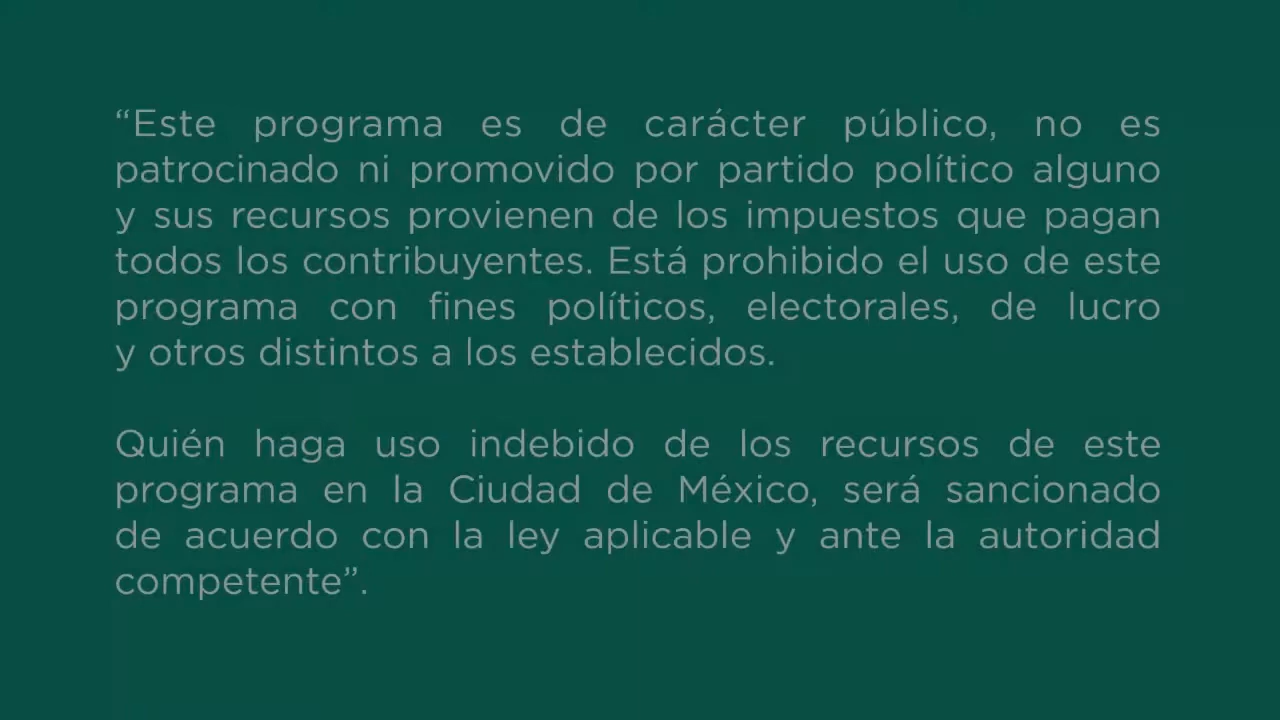 “Este programa es de carácter público, no es
patrocinado ni promovido por partido político alguno
y sus recursos provienen de los impuestos que pagan
todos los contribuyentes. Está prohibido el uso de este
programa con fines políticos, electorales, de lucro
y otros distintos a los establecidos.
Quién haga uso indebido de los recursos de este
programa en la Ciudad de México, será sancionado
de acuerdo con la ley aplicable y ante la autoridad
competente”.